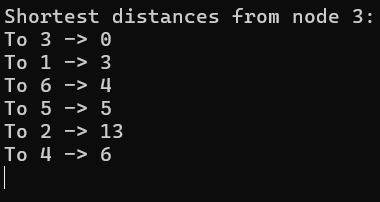 Shortest distances from node 3:
To 3 -> 0
To 1 -> 3
To 6 -> 4
To 5 -> 5
To 2 -> 13
To 4 -> 6